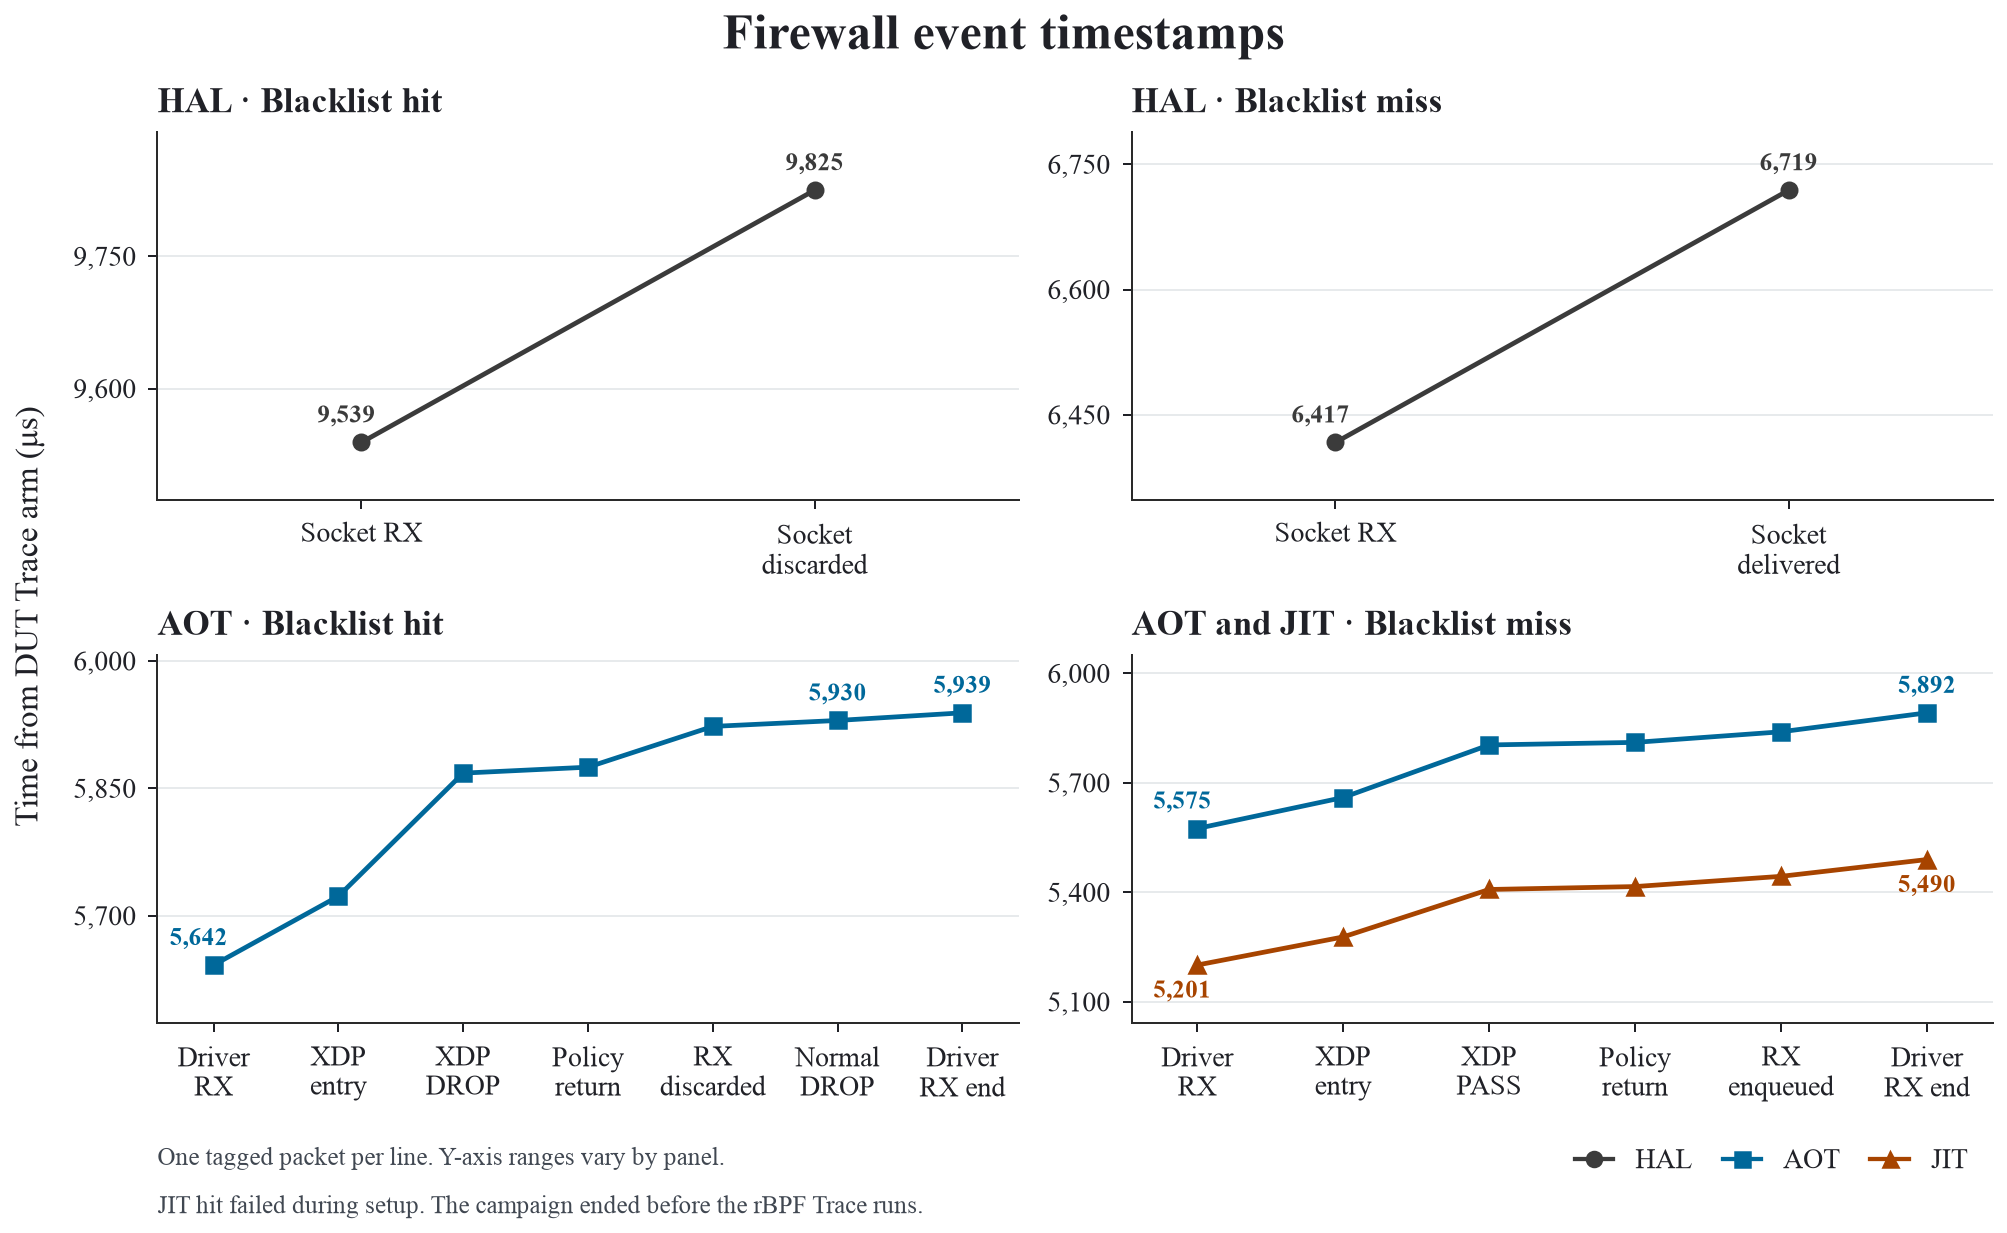 Firewall event timestamps
Time from DUT Trace arm (µs)
HAL · Blacklist hit
9,750
9,600
9,539
9,825
Socket RX
Socket
discarded
HAL · Blacklist miss
6,750
6,600
6,450
6,417
6,719
Socket RX
Socket
delivered
AOT · Blacklist hit
6,000
5,850
5,700
5,642
5,930
5,939
Driver
RX
XDP
entry
XDP
DROP
Policy
return
RX
discarded
Normal
DROP
Driver
RX end
AOT and JIT · Blacklist miss
6,000
5,700
5,400
5,100
5,575
5,892
5,201
5,490
Driver
RX
XDP
entry
XDP
PASS
Policy
return
RX
enqueued
Driver
RX end
One tagged packet per line. Y-axis ranges vary by panel.
JIT hit failed during setup. The campaign ended before the rBPF Trace runs.
HAL
AOT
JIT